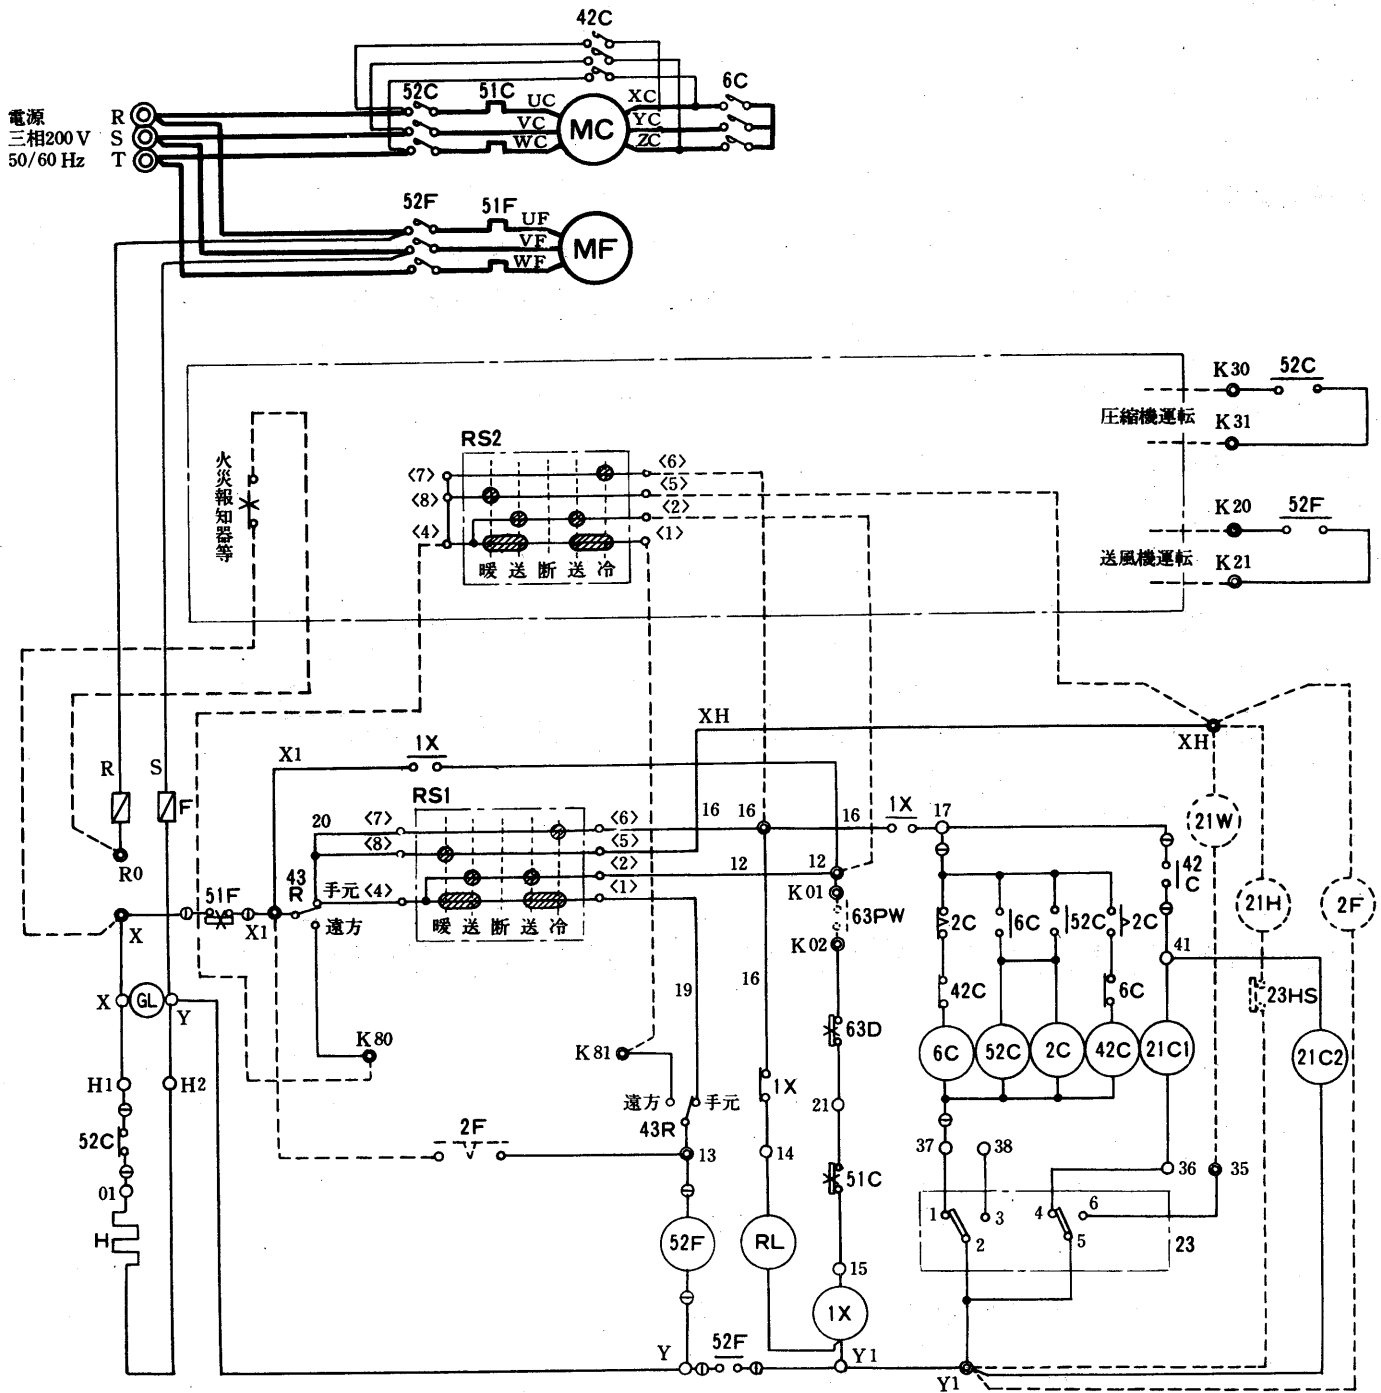 42C
6C
52C
51C
UC
VC
WC
MC
XC
YC
ZC
電源
三相200V
50/60Hz
R
S
T
52F
51F
UF
VF
WF
MF
K30
52C
圧縮機運転
K31
K20
52F
送風機運転
K21
火災報知器等
RS2
<7>
<8>
<4>
<6>
<5>
<2>
<1>
暖 送 断 送 冷
XH
XH
X1
1X
R
S
F
R0
RS1
20
<7>
<8>
手元 <4>
<6>
<5>
<2>
<1>
16
16
16
1X
17
12
12
43R
遠方
51F
X
X1
暖 送 断 送 冷
K01
63PW
K02
42C
21W
21H
2F
2C
6C
52C
2C
41
42C
6C
23HS
X
GL
Y
K80
K81
19
16
63D
6C
52C
2C
42C
21C1
21C2
H1
H2
52C
01
H
遠方
手元
43R
2F
13
1X
14
21
51C
37
38
36
35
1
2
3
4
5
6
23
52F
RL
15
1X
Y
52F
Y1
Y1